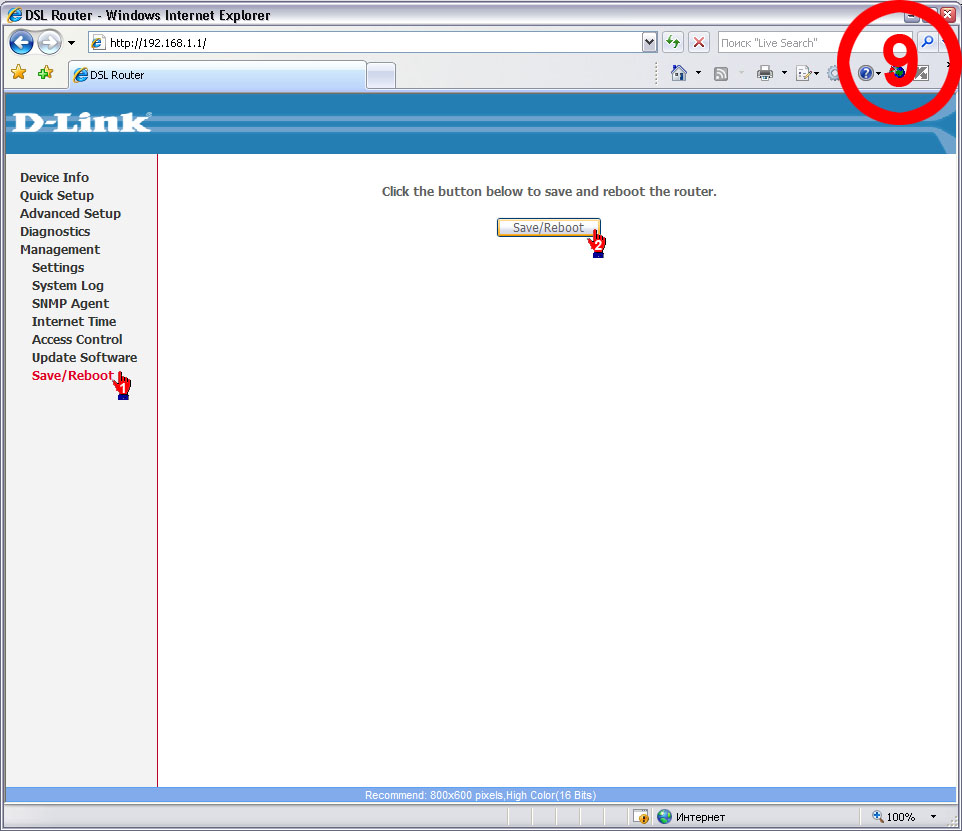 DSL Router - Windows Internet Explorer
http://192.168.1.1/
Поиск "Live Search"
9
DSL Router
D-Link
Device Info
Quick Setup
Advanced Setup
Diagnostics
Management
Settings
System Log
SNMP Agent
Internet Time
Access Control
Update Software
Save/Reboot
1
Click the button below to save and reboot the router.
Save/Reboot
2
Recommend: 800x600 pixels,High Color(16 Bits)
Интернет
100%